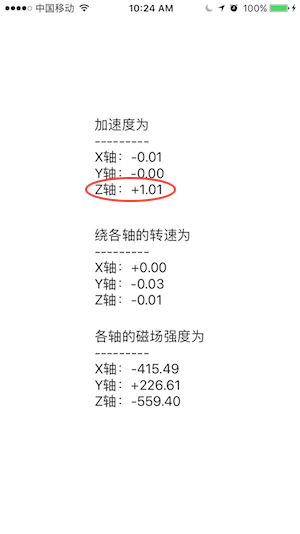 中国移动 10:24 AM 100%
加速度为
---------
X轴：-0.01
Y轴：-0.00
Z轴：+1.01
绕各轴的转速为
---------
X轴：+0.00
Y轴：-0.03
Z轴：-0.01
各轴的磁场强度为
---------
X轴：-415.49
Y轴：+226.61
Z轴：-559.40